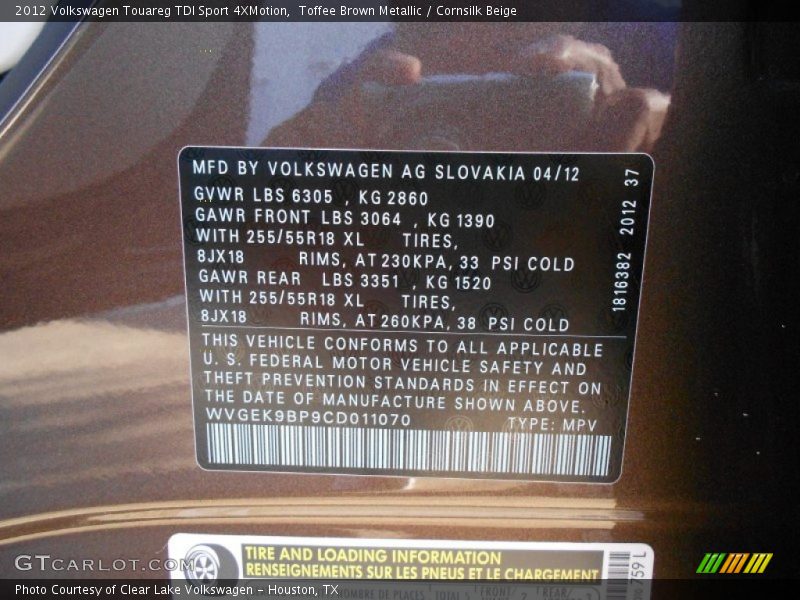 2012 Volkswagen Touareg TDI Sport 4XMotion,  Toffee Brown Metallic / Cornsilk Beige
MFD BY VOLKSWAGEN AG SLOVAKIA 04/12
GVWR LBS 6305 , KG 2860
GAWR FRONT LBS 3064 , KG 1390
WITH 255/55R18 XL TIRES,
8JX18 RIMS, AT 230KPA, 33 PSI COLD
GAWR REAR LBS 3351 , KG 1520
WITH 255/55R18 XL TIRES,
8JX18 RIMS, AT 260KPA, 38 PSI COLD
1816382 2012 37
THIS VEHICLE CONFORMS TO ALL APPLICABLE
U. S. FEDERAL MOTOR VEHICLE SAFETY AND
THEFT PREVENTION STANDARDS IN EFFECT ON
THE DATE OF MANUFACTURE SHOWN ABOVE.
WVGEK9BP9CD011070 TYPE: MPV
TIRE AND LOADING INFORMATION
RENSEIGNEMENTS SUR LES PNEUS ET LE CHARGEMENT
759 L
GTCARLOT.COM
Photo Courtesy of Clear Lake Volkswagen - Houston, TX